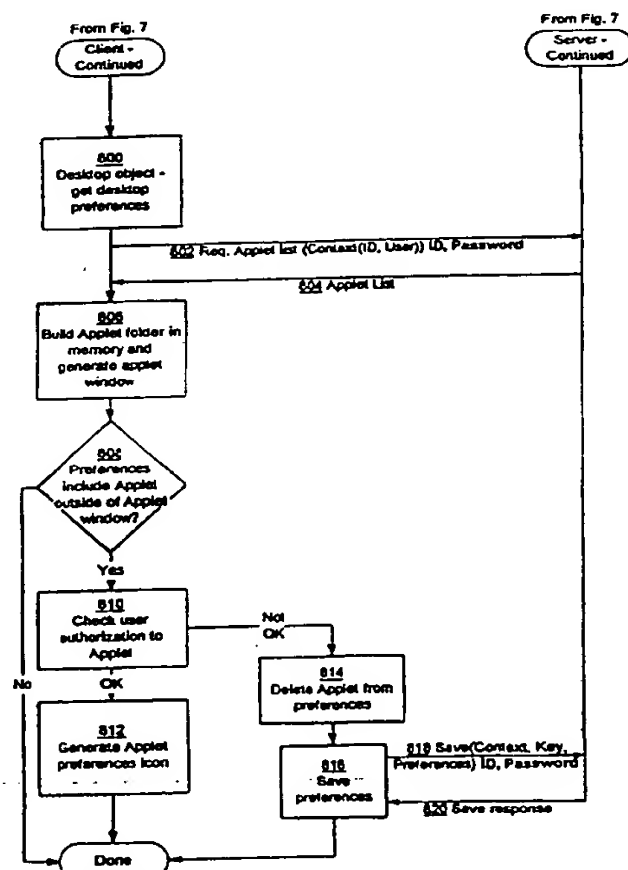 From Fig. 7
Client -
Continued
From Fig. 7
Server -
Continued
800
Desktop object -
get desktop
preferences
802 Req. Applet list (Context(ID, User)) ID, Password
804 Applet List
806
Build Applet folder in
memory and
generate applet
window
808
Preferences
include Applet
outside of Applet
window?
Yes
No
810
Check user
authorization to
Applet
Not
OK
OK
814
Delete Applet from
preferences
812
Generate Applet
preferences Icon
816
Save
preferences
818 Save(Context, Key,
Preferences) ID, Password
820 Save response
Done